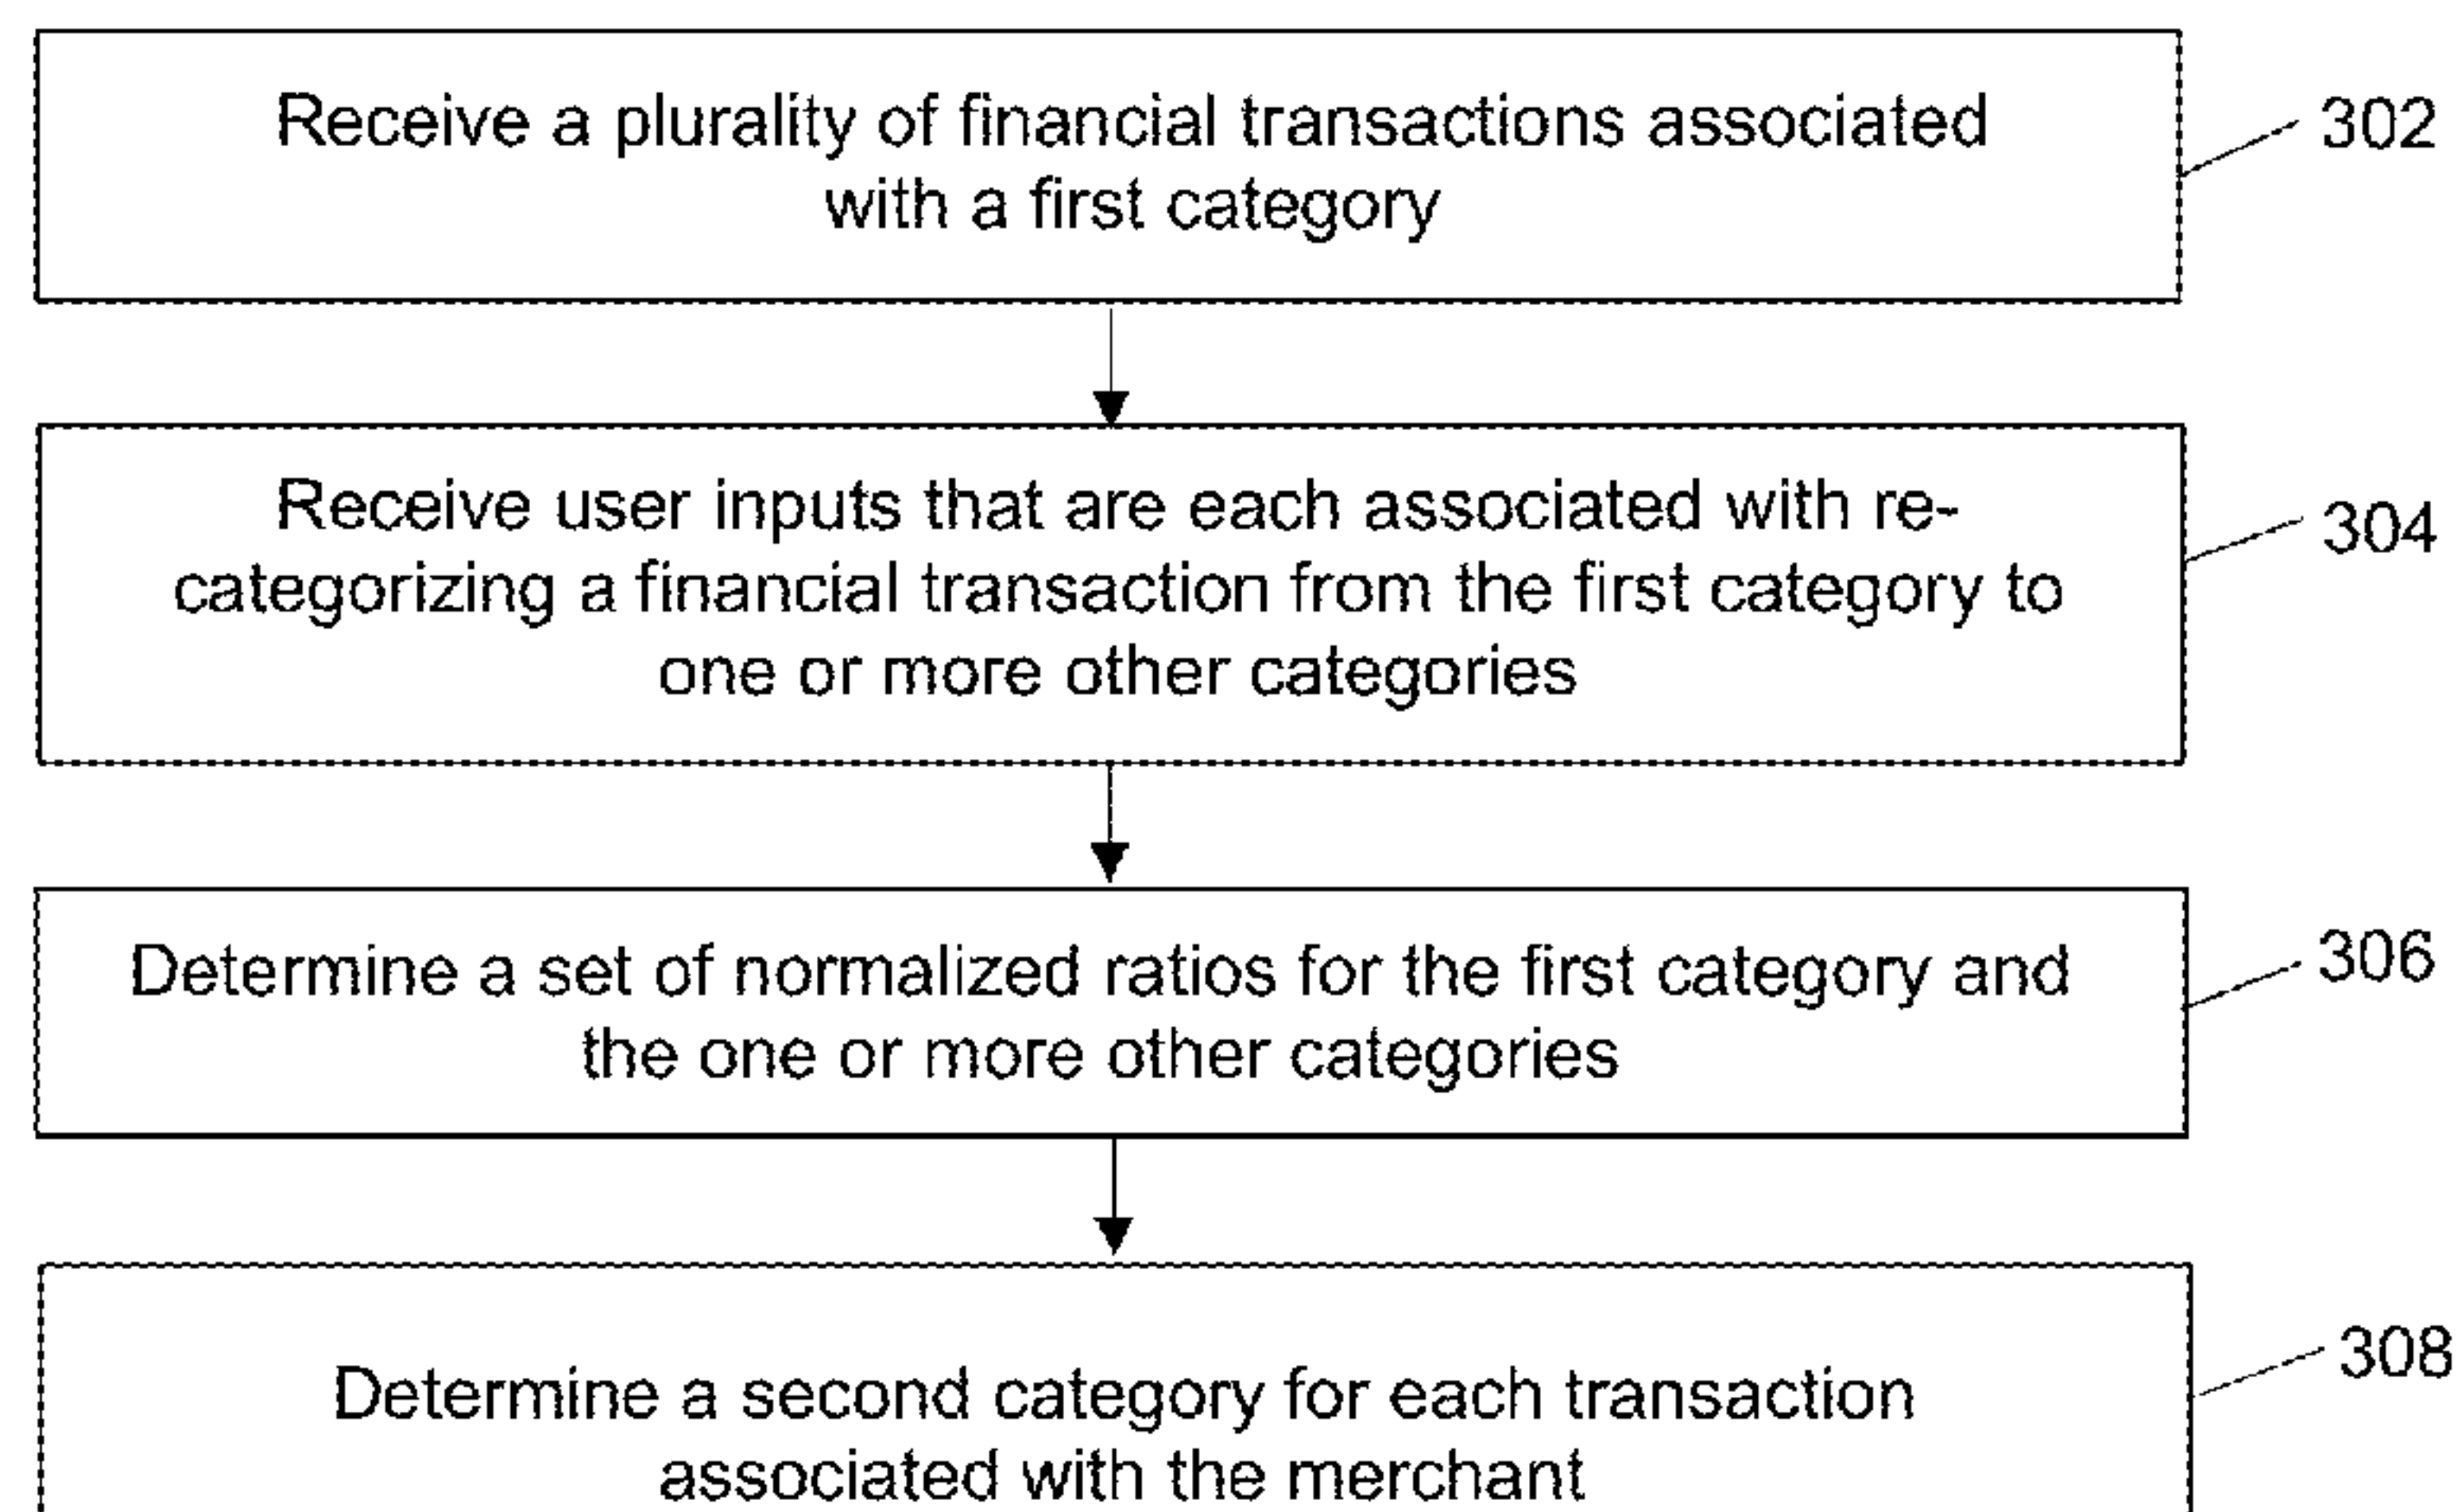 Receive a plurality of financial transactions associated
with a first category
302
Receive user inputs that are each associated with re-
categorizing a financial transaction from the first category to
one or more other categories
304
Determine a set of normalized ratios for the first category and
the one or more other categories
306
Determine a second category for each transaction
associated with the merchant
308